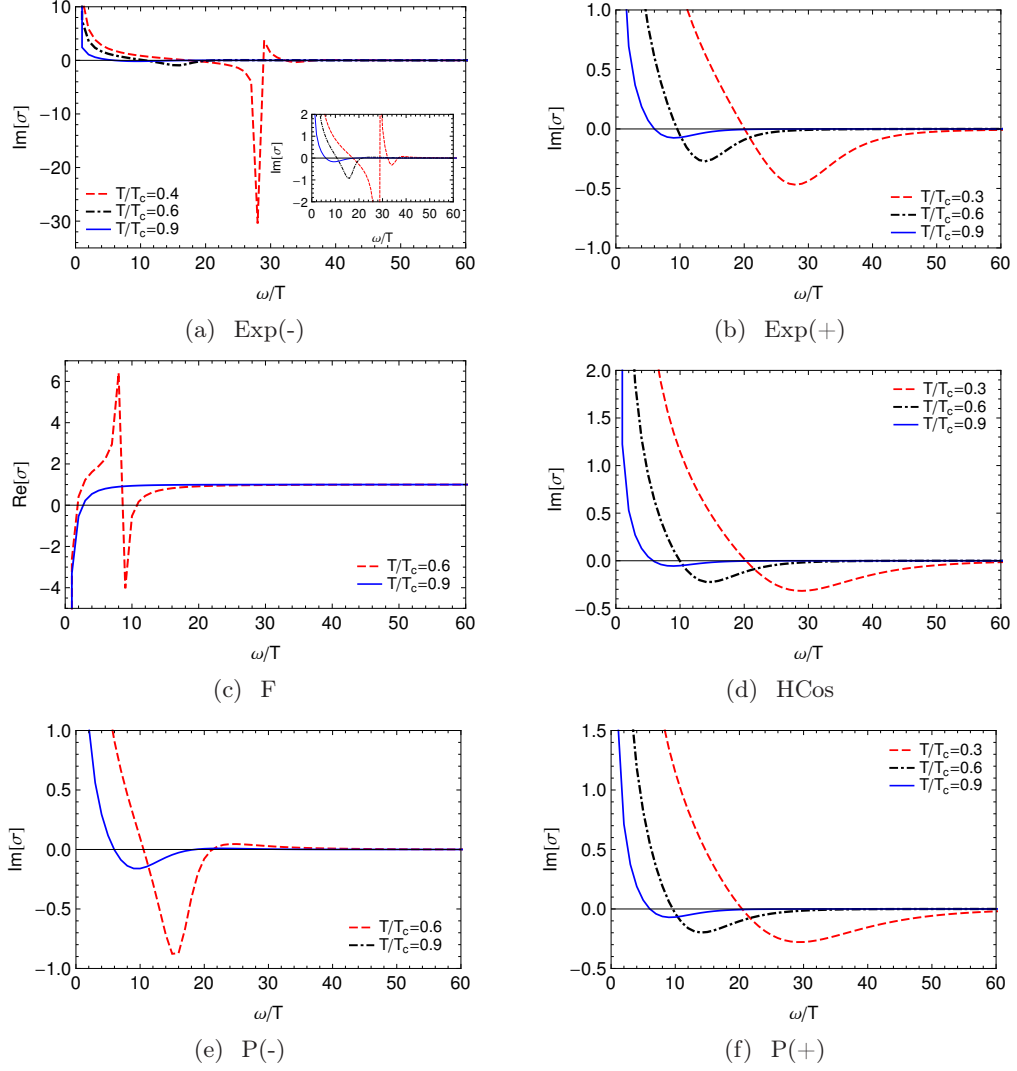 10
0
−10
−20
−30
Im[σ]
T/Tc=0.4
T/Tc=0.6
T/Tc=0.9
2
1
0
−1
−2
Im[σ]
0 10 20 30 40 50 60
ω/T
0 10 20 30 40 50 60
ω/T
(a) Exp(-)
1.0
0.5
0.0
−0.5
−1.0
Im[σ]
T/Tc=0.3
T/Tc=0.6
T/Tc=0.9
0 10 20 30 40 50 60
ω/T
(b) Exp(+)
6
4
2
0
−2
−4
Re[σ]
T/Tc=0.6
T/Tc=0.9
0 10 20 30 40 50 60
ω/T
(c) F
2.0
1.5
1.0
0.5
0.0
−0.5
Im[σ]
T/Tc=0.3
T/Tc=0.6
T/Tc=0.9
0 10 20 30 40 50 60
ω/T
(d) HCos
1.0
0.5
0.0
−0.5
−1.0
Im[σ]
T/Tc=0.6
T/Tc=0.9
0 10 20 30 40 50 60
ω/T
(e) P(-)
1.5
1.0
0.5
0.0
−0.5
Im[σ]
T/Tc=0.3
T/Tc=0.6
T/Tc=0.9
0 10 20 30 40 50 60
ω/T
(f) P(+)